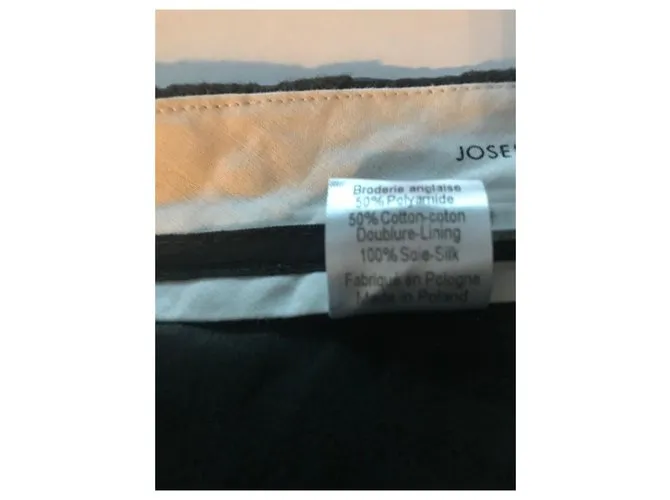 JOSE
Broderie anglaise
50% Polyamide
50% Cotton-coton
Doublure-Lining
100% Soie-Silk
Fabriqué en Pologne
Made in Poland